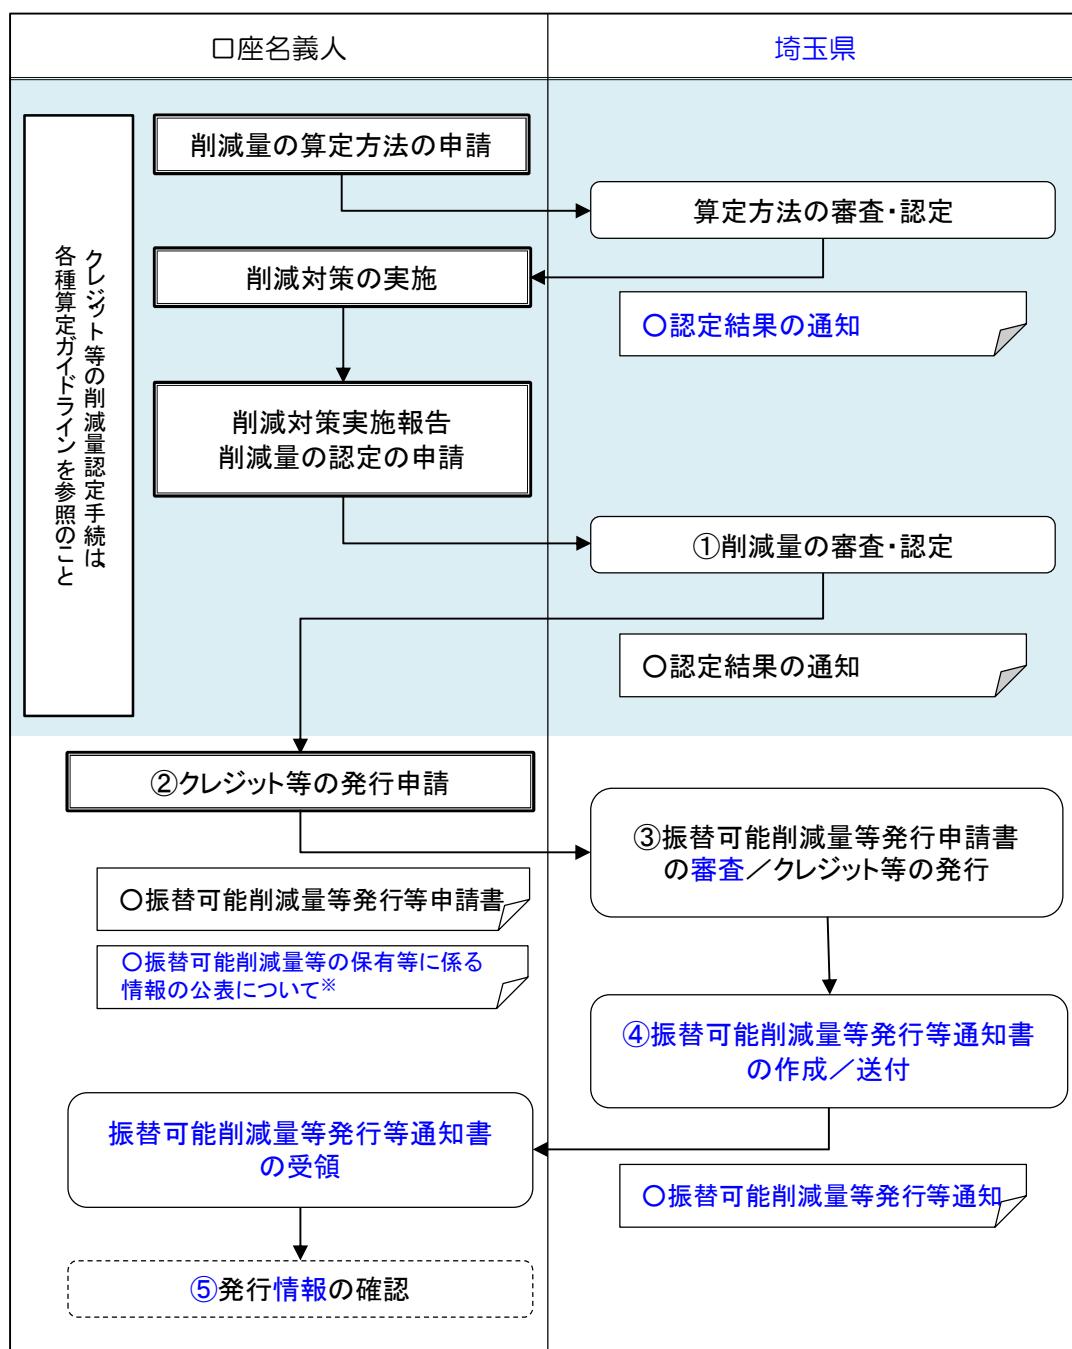 口座名義人
埼玉県
クレジット等の削減量認定手続は、
各種算定ガイドラインを参照のこと
削減量の算定方法の申請
算定方法の審査・認定
削減対策の実施
〇認定結果の通知
削減対策実施報告
削減量の認定の申請
①削減量の審査・認定
〇認定結果の通知
②クレジット等の発行申請
③振替可能削減量等発行申請書
の審査／クレジット等の発行
〇振替可能削減量等発行等申請書
〇振替可能削減量等の保有等に係る
情報の公表について※
④振替可能削減量等発行等通知書
の作成／送付
振替可能削減量等発行等通知書
の受領
〇振替可能削減量等発行等通知
⑤発行情報の確認